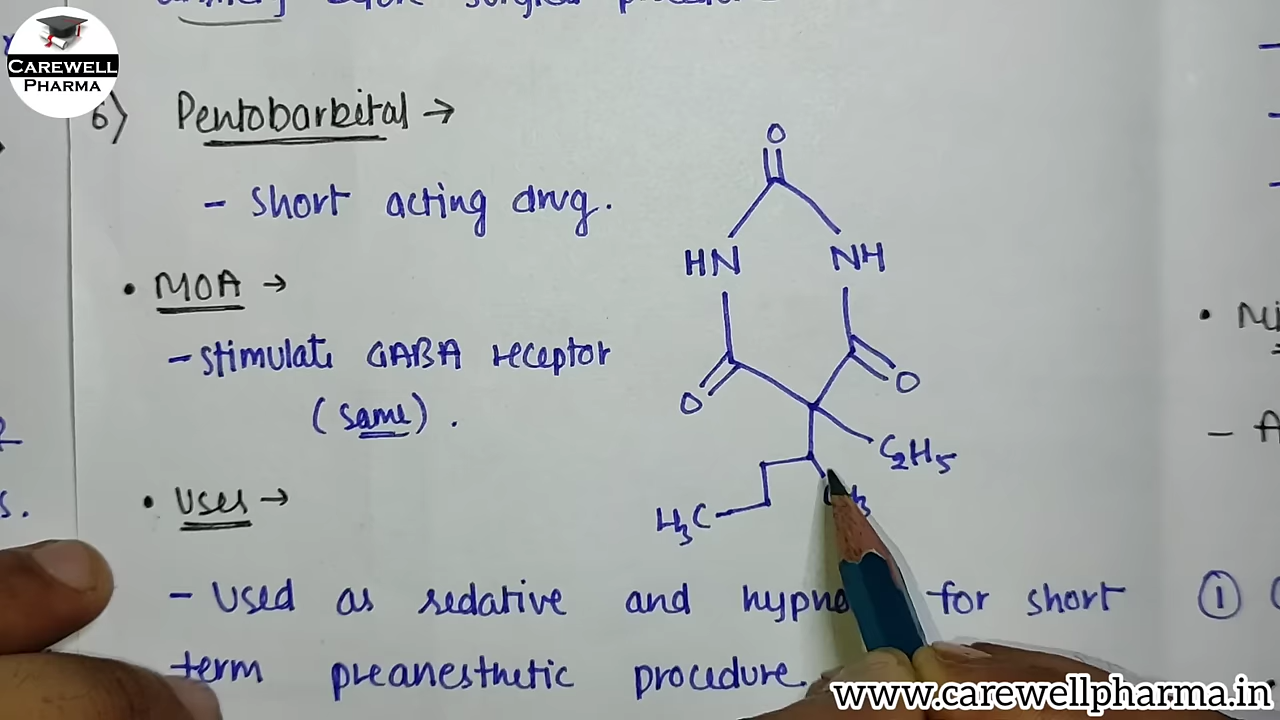 CAREWELL
PHARMA
6) Pentobarbital →
- Short acting drug.
• MOA →
- Stimulate GABA receptor
(Same).
• Uses →
- Used as sedative and for short
term preanesthetic procedure.
O
HN NH
O O
C2H5
H3C
①
www.carewellpharma.in